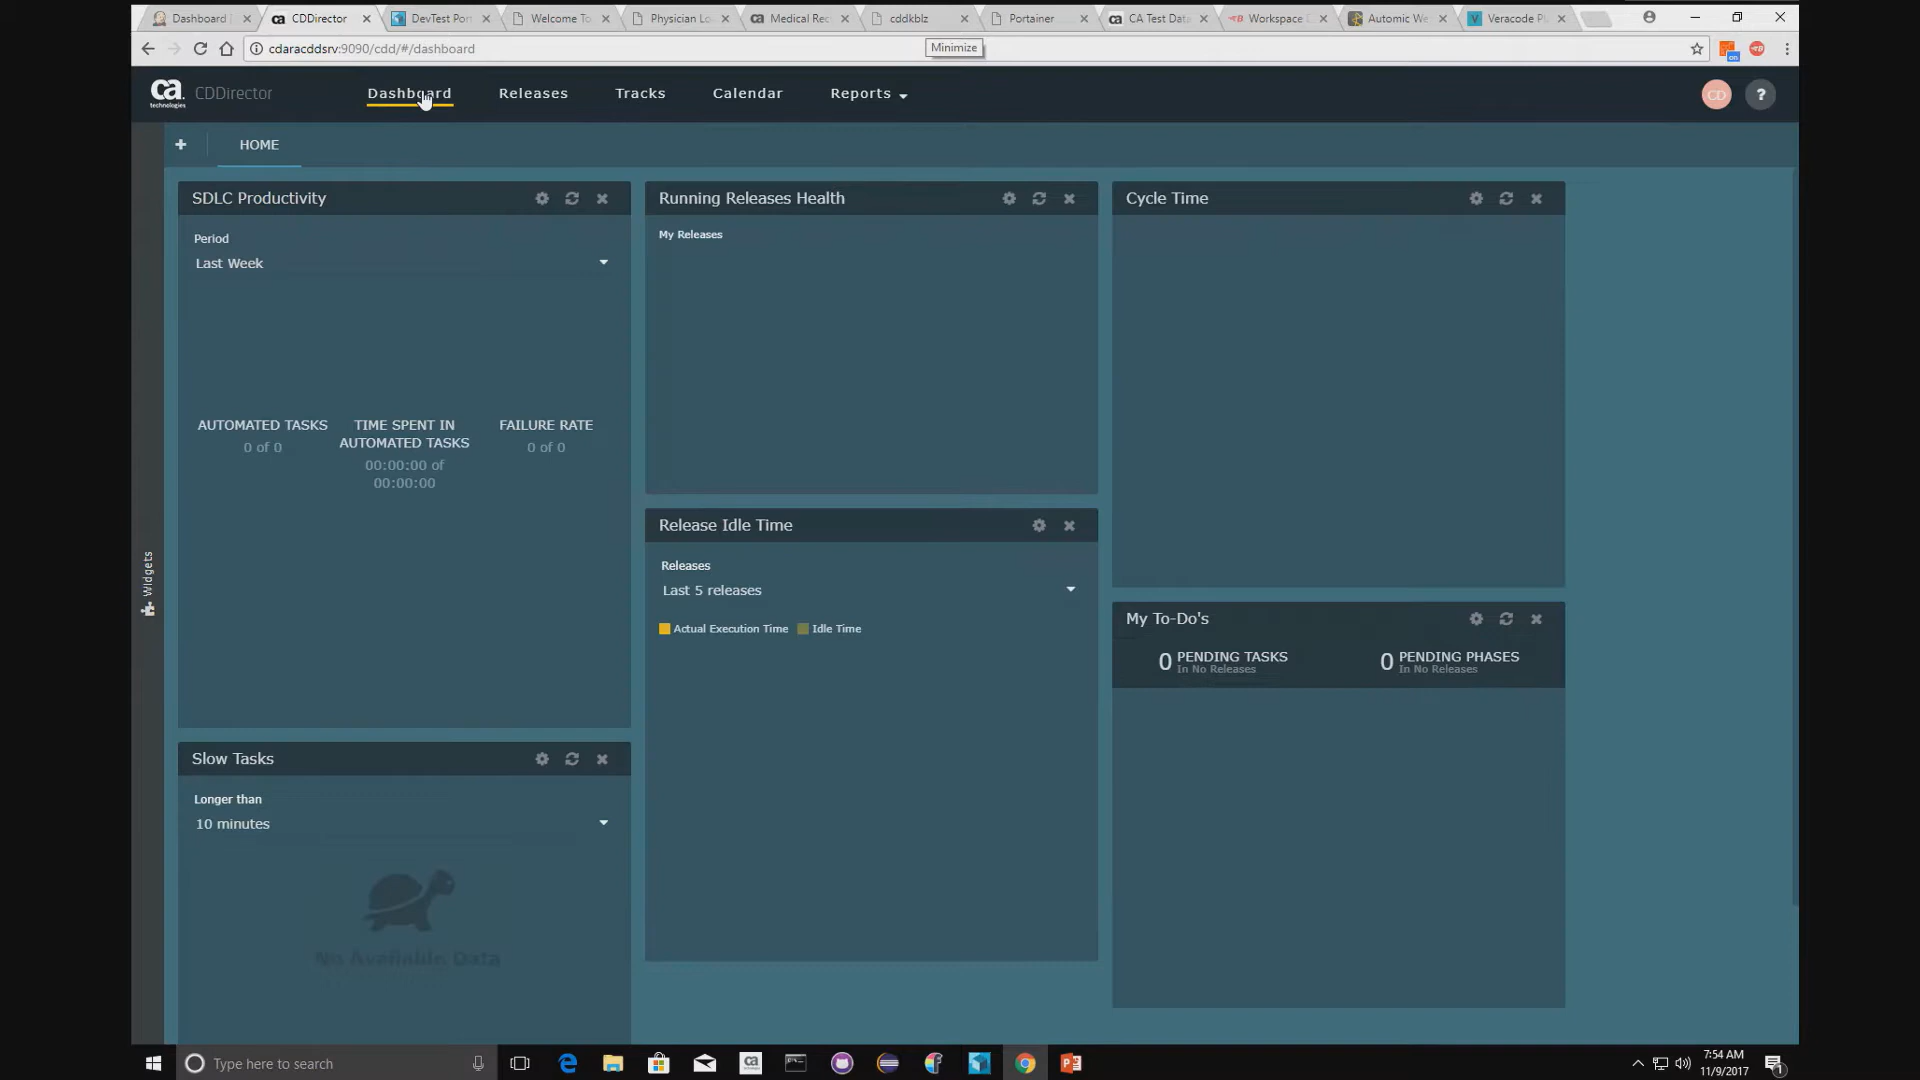 Dashboard
CDDirector
DevTest Por
Welcome To
Physician Lo
Medical Rec
cddkblz
Portainer
CA Test Data
Workspace
Automic We
Veracode Pl
cdaracddsrv:9090/cdd/#/dashboard
Minimize
on
ca
technologies
CDDirector
Dashboard
Releases
Tracks
Calendar
Reports
CD
?
HOME
SDLC Productivity
Period
Last Week
AUTOMATED TASKS
0 of 0
TIME SPENT IN
AUTOMATED TASKS
00:00:00 of
00:00:00
FAILURE RATE
0 of 0
Running Releases Health
My Releases
Cycle Time
Widgets
Release Idle Time
Releases
Last 5 releases
Actual Execution Time
Idle Time
My To-Do's
0 PENDING TASKS
In No Releases
0 PENDING PHASES
In No Releases
Slow Tasks
Longer than
10 minutes
No Available Data
Type here to search
7:54 AM
11/9/2017
1